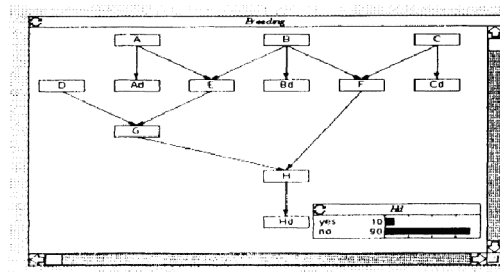 Breeding
A B C
D Ad E Bd F Cd
G
H
Hd
Hd
yes 10
no 90